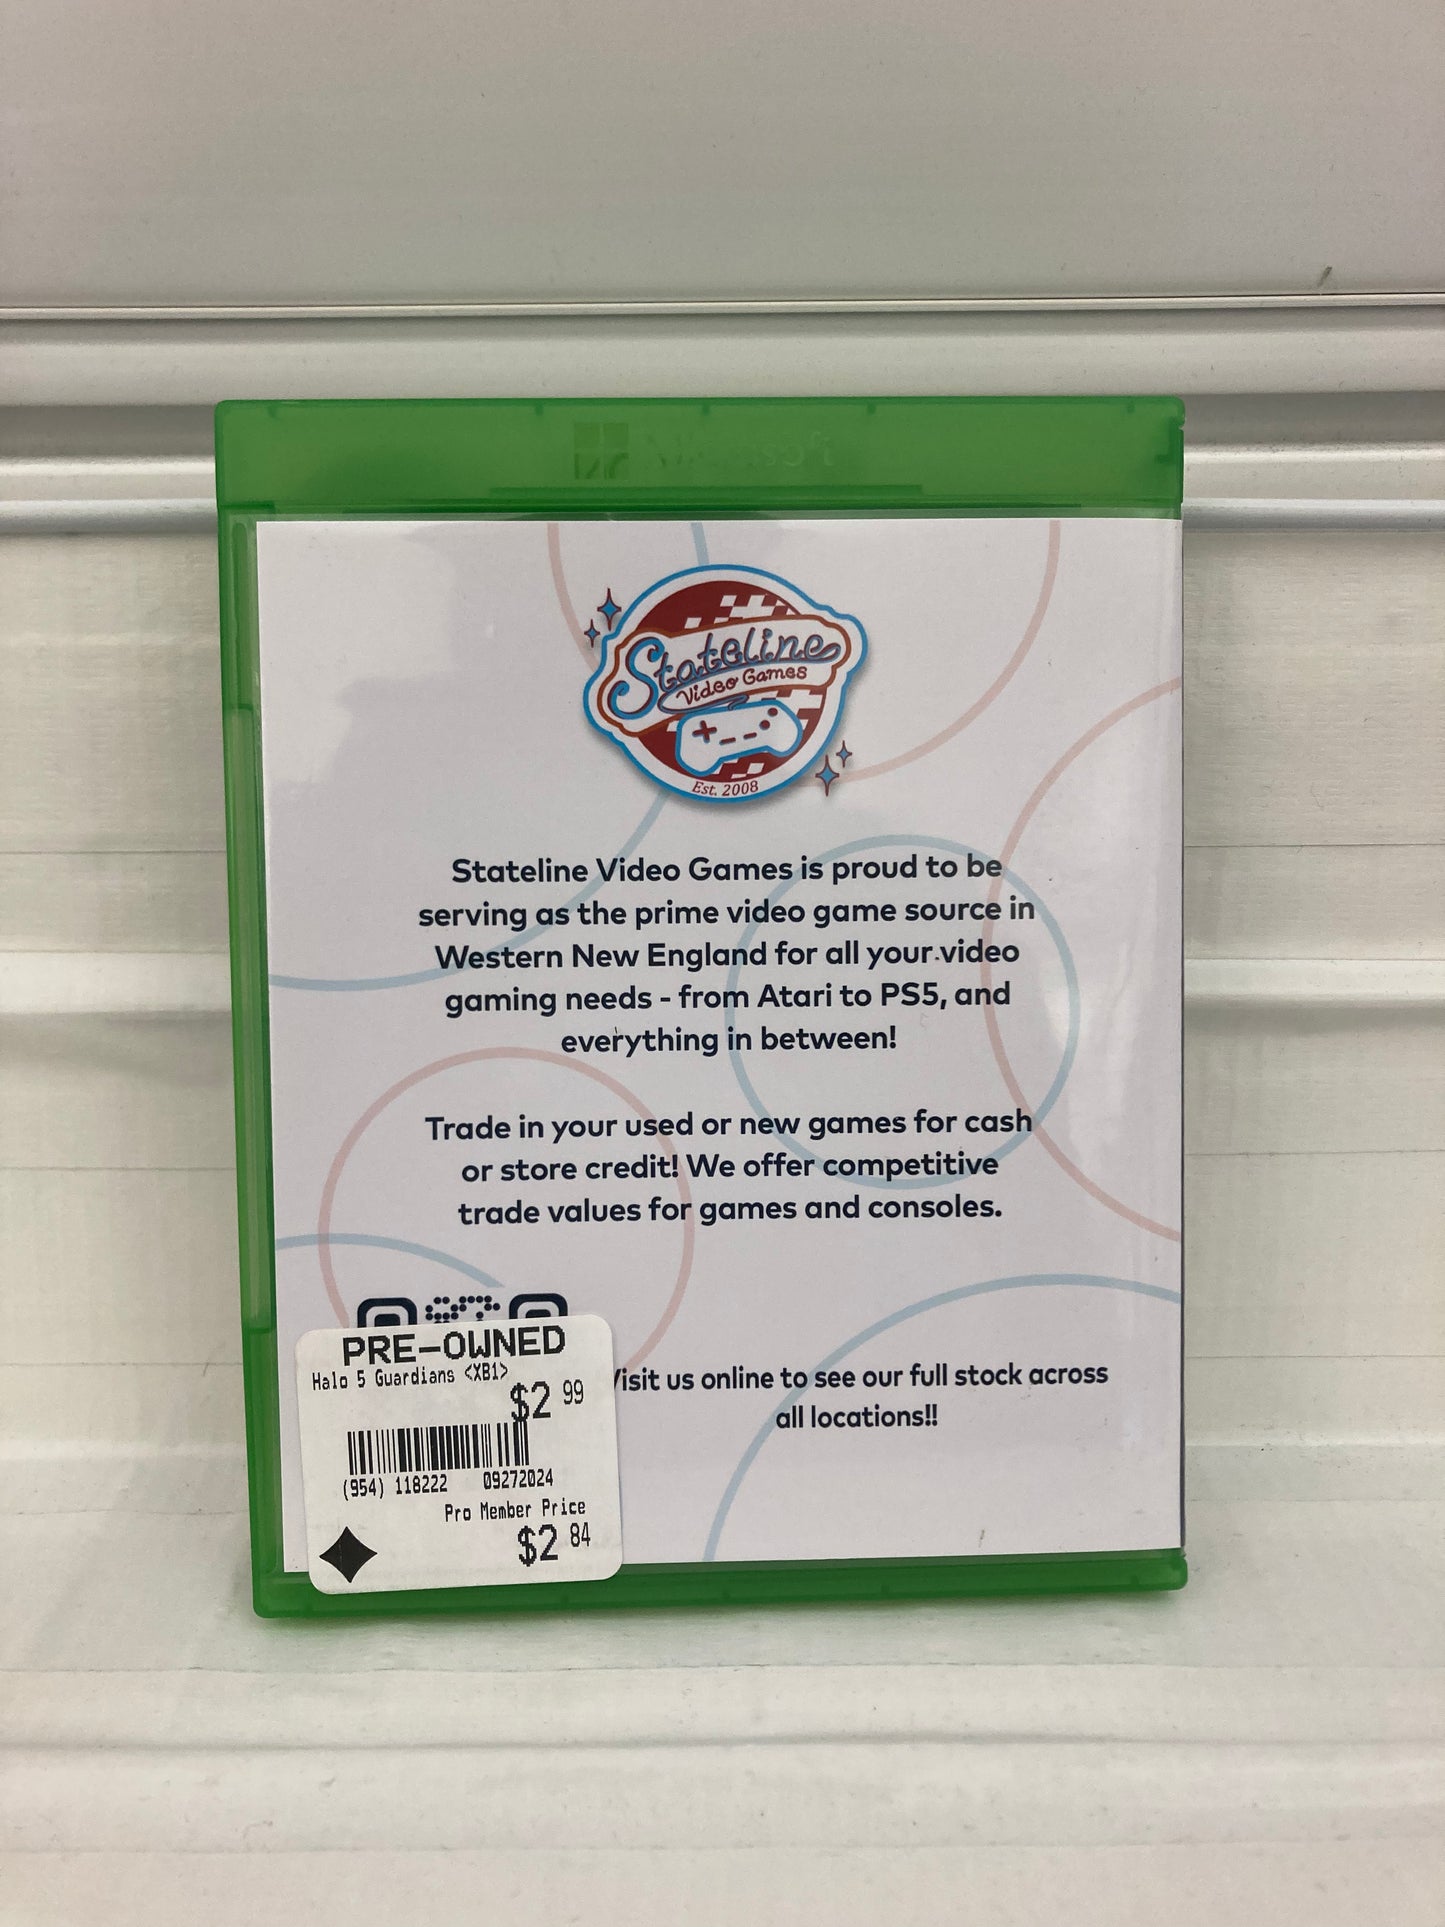 Stateline
Video Games
Est. 2008
Stateline Video Games is proud to be
serving as the prime video game source in
Western New England for all your video
gaming needs - from Atari to PS5, and
everything in between!
Trade in your used or new games for cash
or store credit! We offer competitive
trade values for games and consoles.
PRE-OWNED
Halo 5 Guardians <XB1>
$2 99
(954) 118222 09272024
Pro Member Price
$2 84
isit us online to see our full stock across
all locations!!